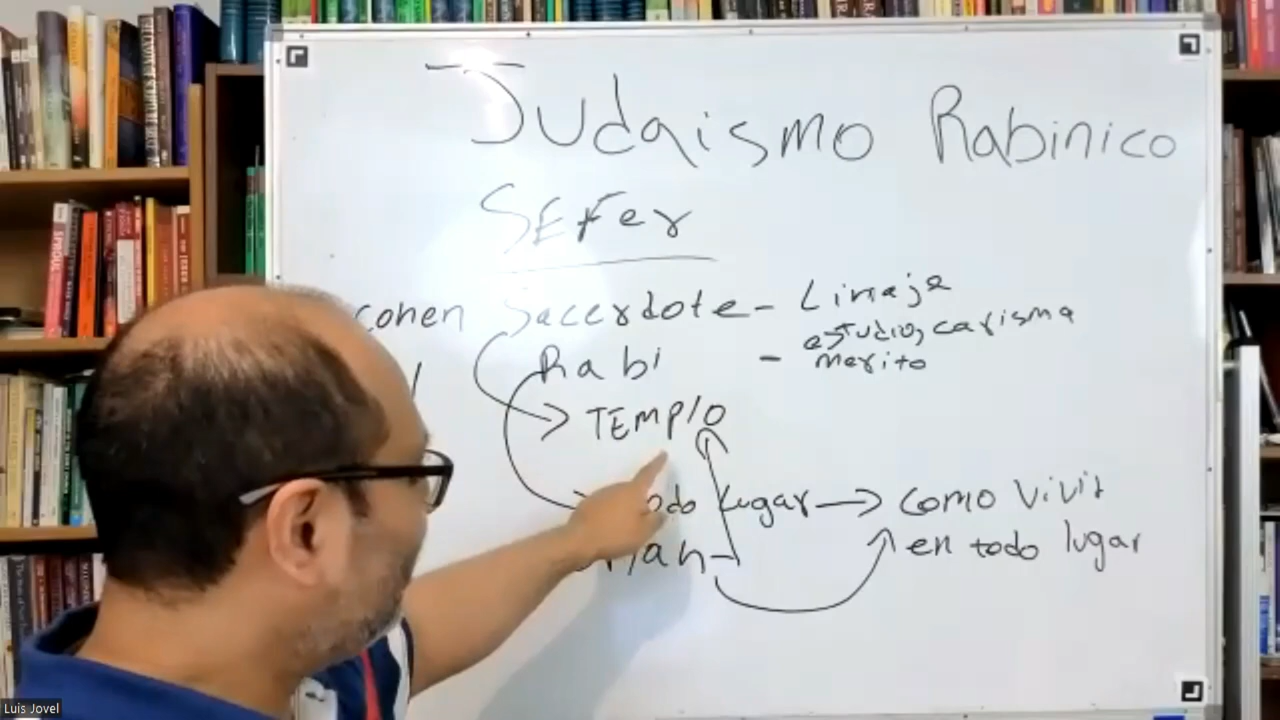 Judaismo Rabinico
SEFer
cohen Sacerdote - Linaje
estudio, carisma
Rabi - merito
TEMPlO
lugar → como vivir
en todo lugar
Luis Jovel